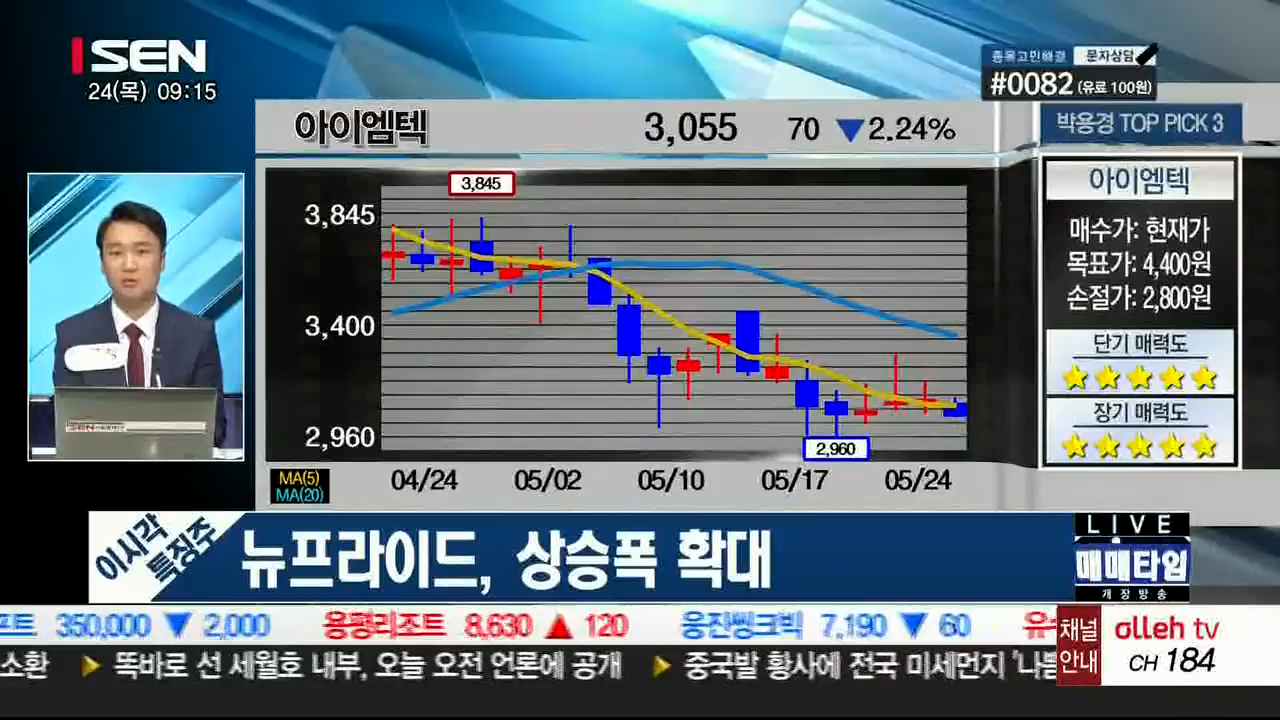 SEN
24(목) 09:15
종목고민해결 문자상담
#0082 (유료 100원)
아이엠텍 3,055 70 ▼2.24%
박용경 TOP PICK 3
아이엠텍
매수가: 현재가
목표가: 4,400원
손절가: 2,800원
단기 매력도
★★★★★
장기 매력도
★★★★★
3,845
3,845
3,400
2,960
2,960
MA(5)
MA(20)
04/24 05/02 05/10 05/17 05/24
SEN
이시각
특징주
뉴프라이드, 상승폭 확대
LIVE
매매타임
개장방송
프트 350,000 ▼ 2,000 용평리조트 8,630 ▲ 120 웅진씽크빅 7,190 ▼ 60 유
소환 ▶ 똑바로 선 세월호 내부, 오늘 오전 언론에 공개 ▶ 중국발 황사에 전국 미세먼지 '나쁨
채널
안내
olleh tv
CH 184